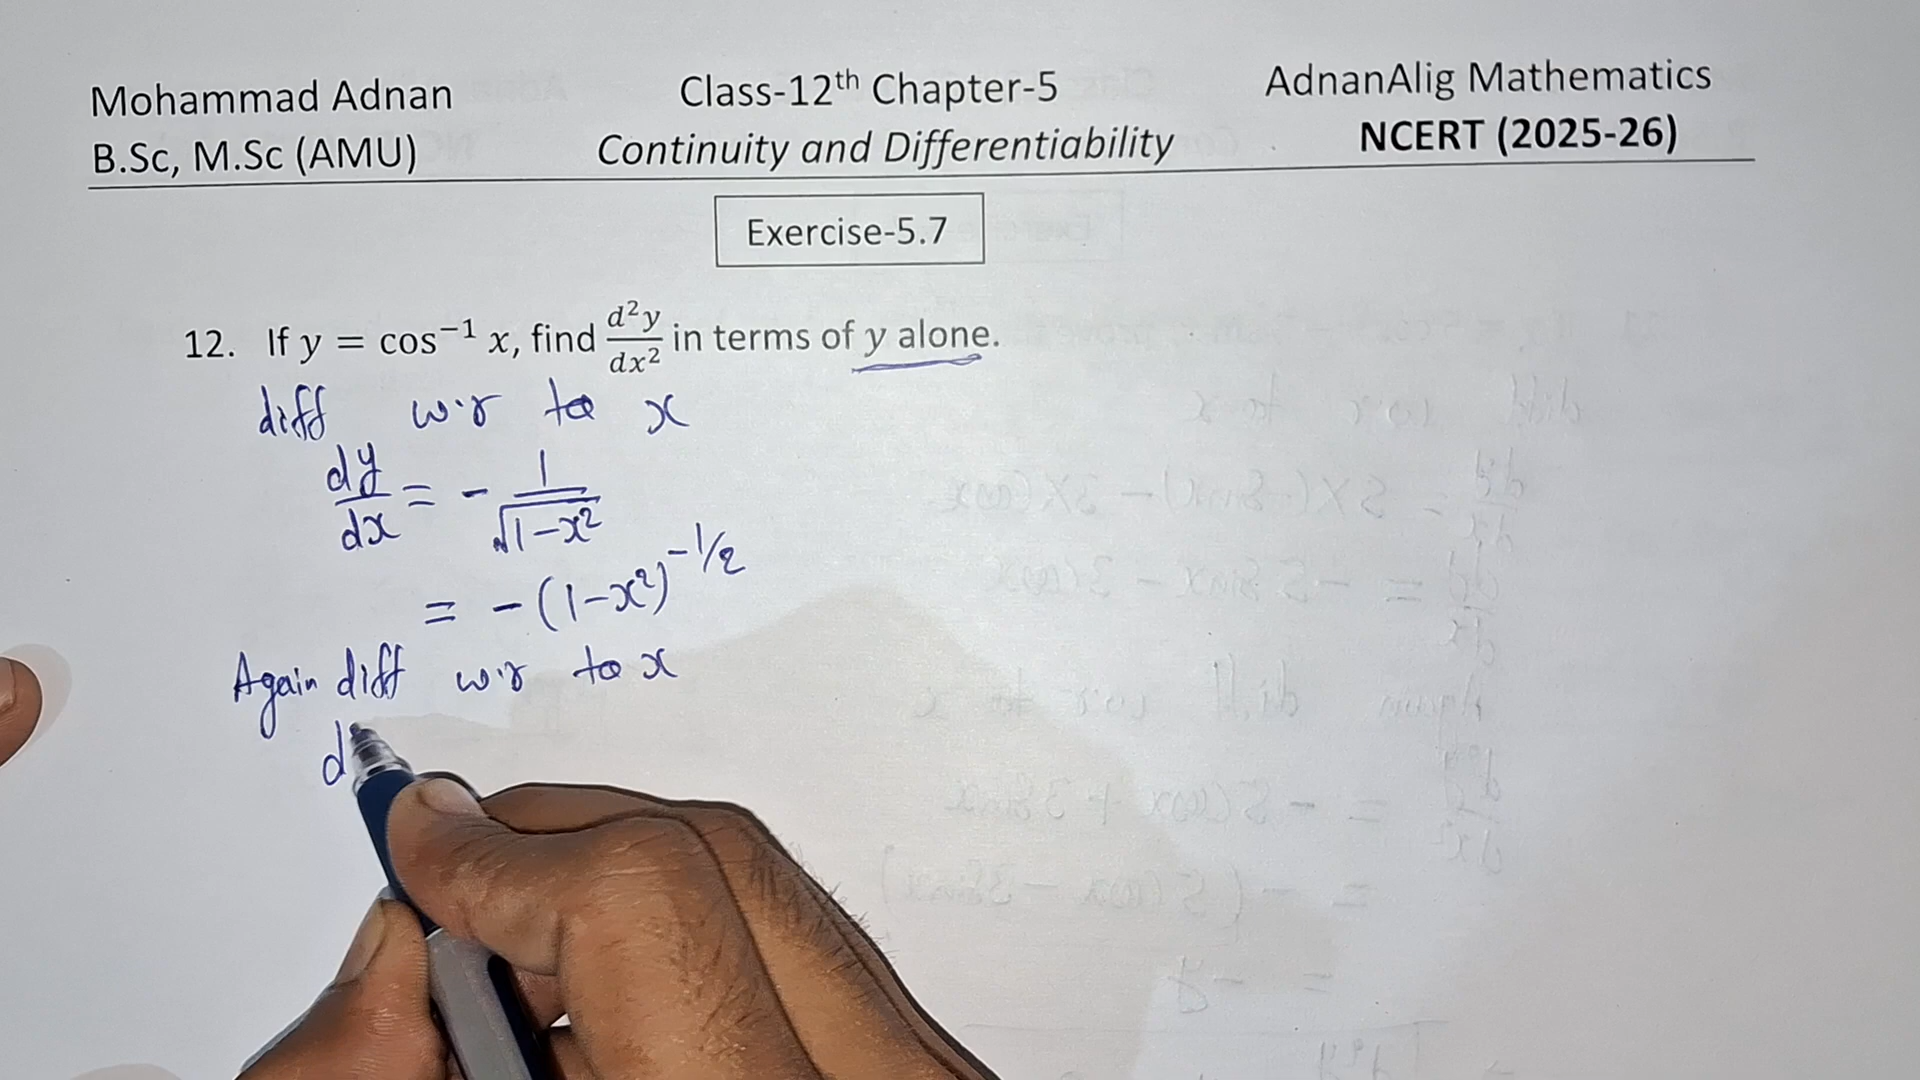 Mohammad Adnan
B.Sc, M.Sc (AMU)
Class-12th Chapter-5
Continuity and Differentiability
AdnanAlig Mathematics
NCERT (2025-26)
Exercise-5.7
12. If y = cos⁻¹ x, find d²y/dx² in terms of y alone.
diff w·r to x
dy/dx = - 1/√1-x²
= -(1-x²)^-1/2
Again diff w·r to x
d